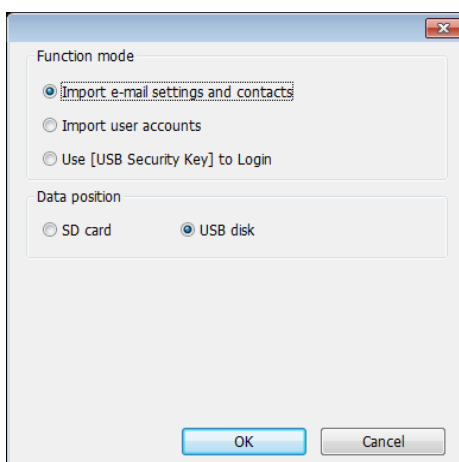 Function mode
Import e-mail settings and contacts
Import user accounts
Use [USB Security Key] to Login
Data position
SD card USB disk
OK Cancel